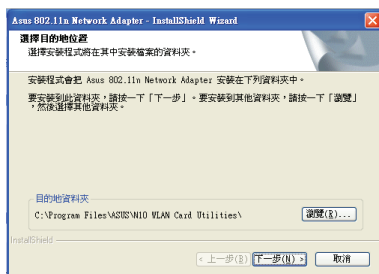 Asus 802.11n Network Adapter - InstallShield Wizard
選擇目的地位置
選擇安裝程式將在其中安裝檔案的資料夾。
安裝程式會把 Asus 802.11n Network Adapter 安裝在下列資料夾中。
要安裝到此資料夾，請按一下「下一步」。要安裝到其他資料夾，請按一下「瀏覽」
，然後選擇其他資料夾。
目的地資料夾
C:\Program Files\ASUS\N10 WLAN Card Utilities\
瀏覽(R)...
InstallShield
< 上一步(B) 下一步(N) > 取消